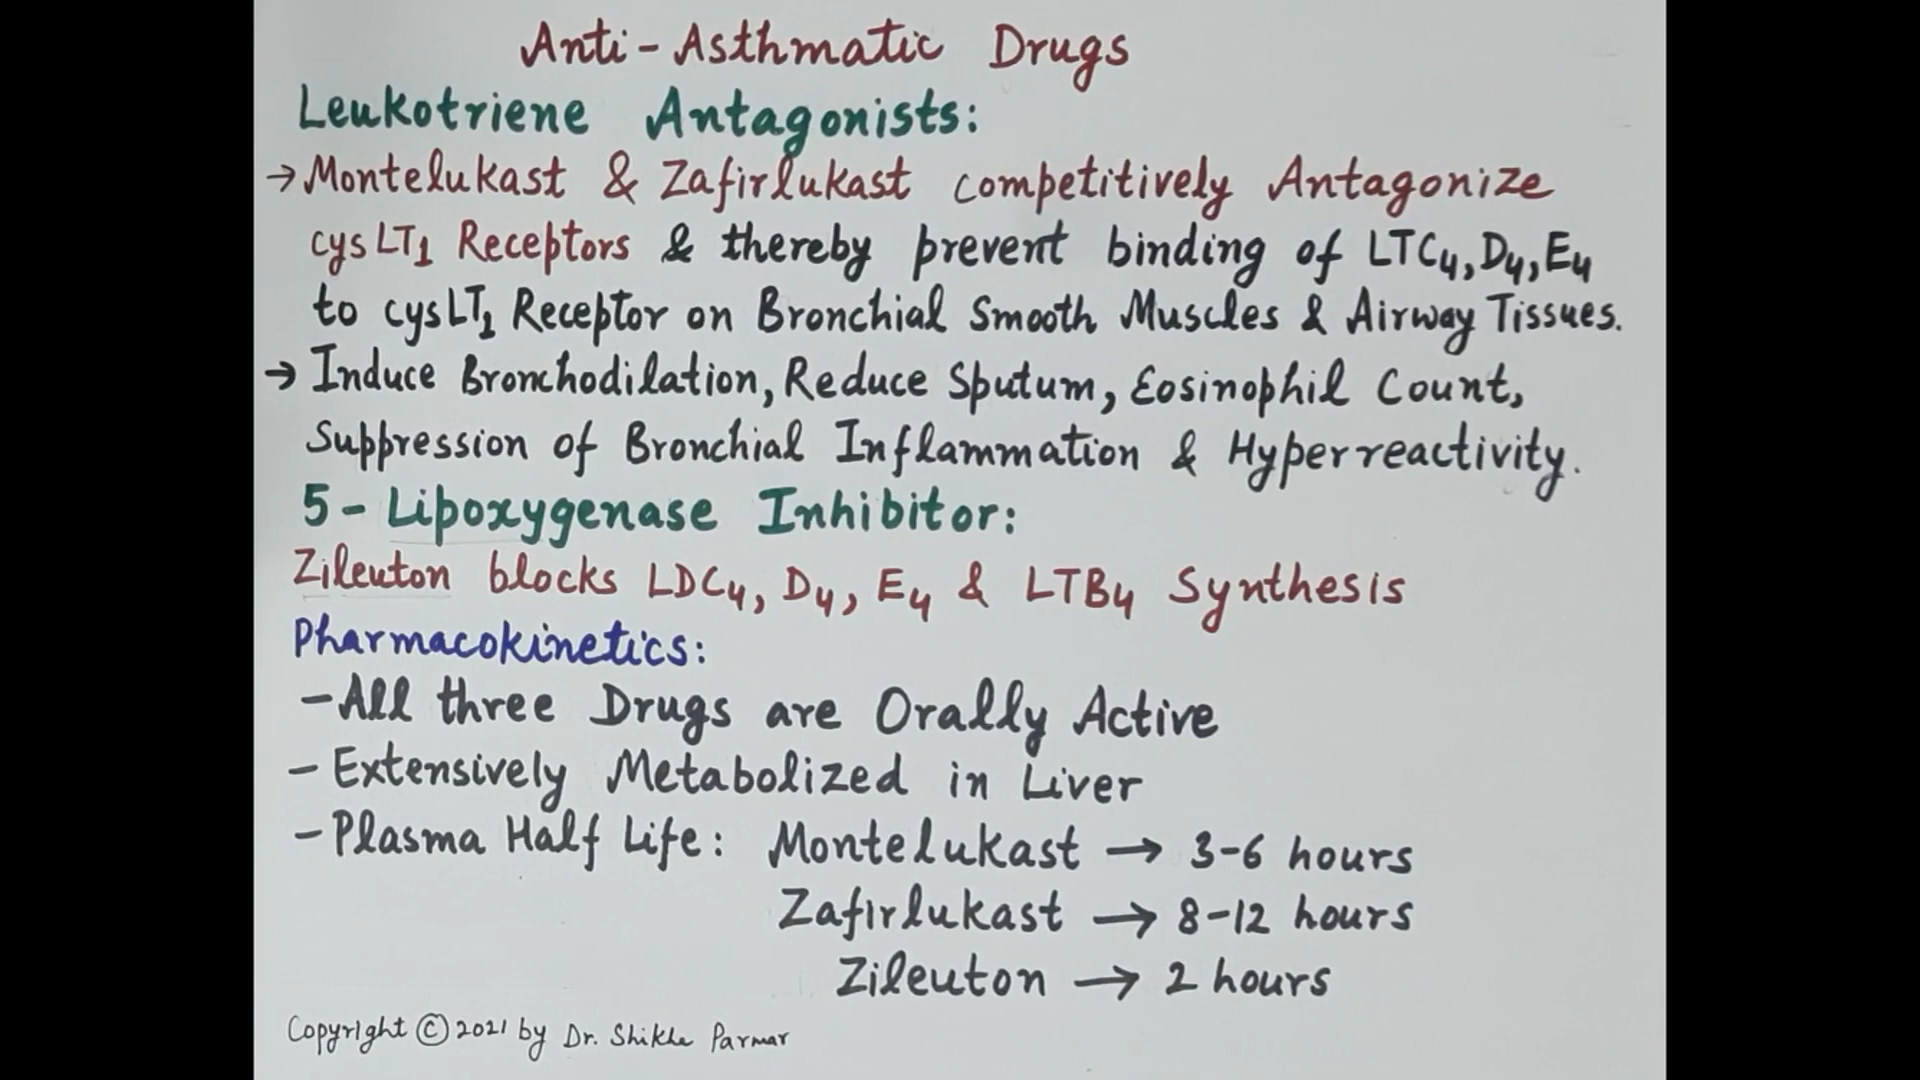 Anti-Asthmatic Drugs
Leukotriene Antagonists:
→ Montelukast & Zafirlukast competitively Antagonize
cysLT1 Receptors & thereby prevent binding of LTC4, D4, E4
to cysLT1 Receptor on Bronchial Smooth Muscles & Airway Tissues.
→ Induce Bronchodilation, Reduce Sputum, Eosinophil Count,
Suppression of Bronchial Inflammation & Hyperreactivity.
5-Lipoxygenase Inhibitor:
Zileuton blocks LDC4, D4, E4 & LTB4 Synthesis
Pharmacokinetics:
- All three Drugs are Orally Active
- Extensively Metabolized in Liver
- Plasma Half Life: Montelukast → 3-6 hours
Zafirlukast → 8-12 hours
Zileuton → 2 hours
Copyright © 2021 by Dr. Shikha Parmar